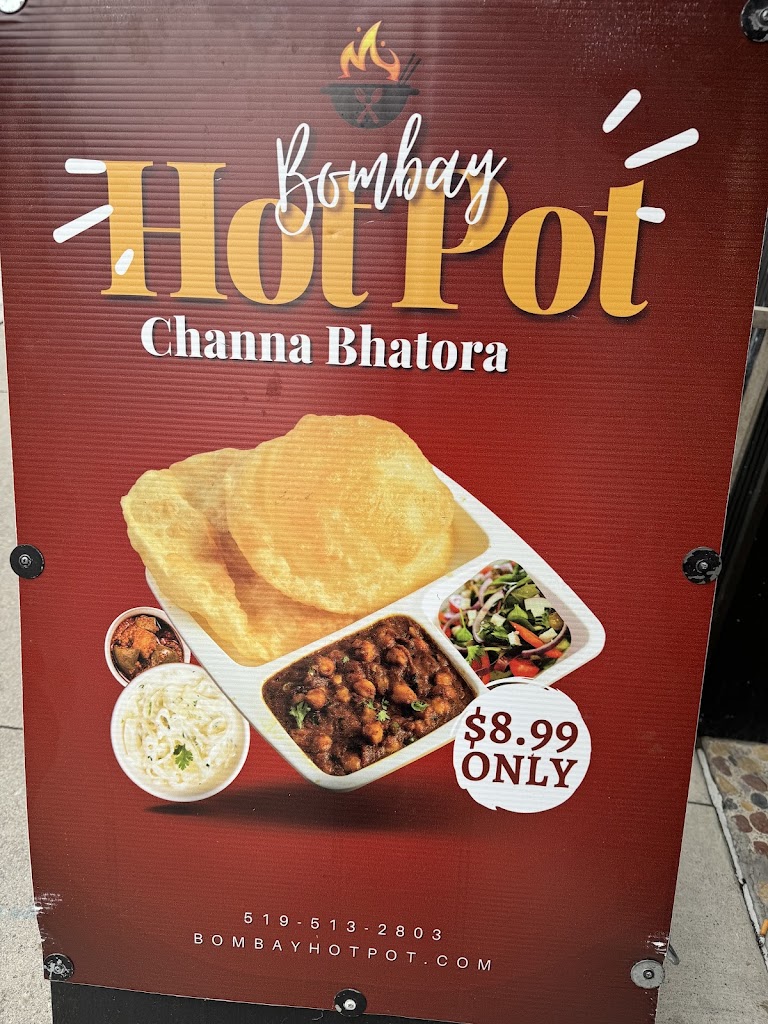 Bombay
Hot Pot
Channa Bhatora
$8.99
ONLY
519-513-2803
BOMBAYHOTPOT.COM